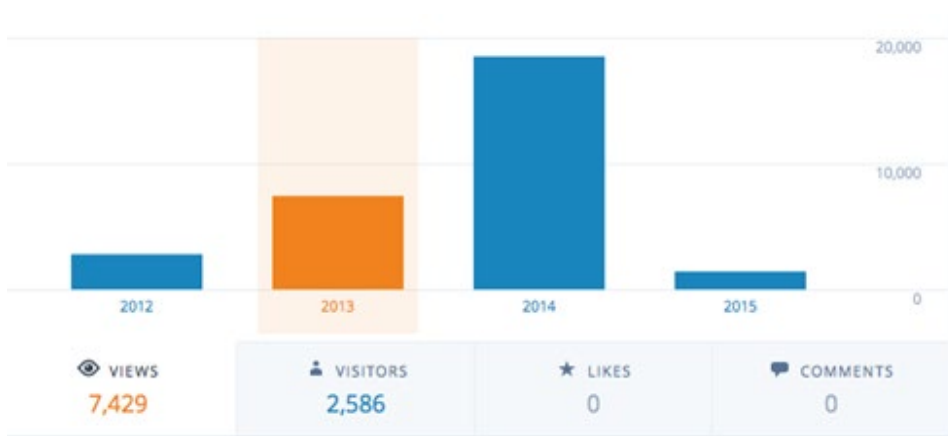 20,000
10,000
0
2012 2013 2014 2015
VIEWS VISITORS LIKES COMMENTS
7,429 2,586 0 0